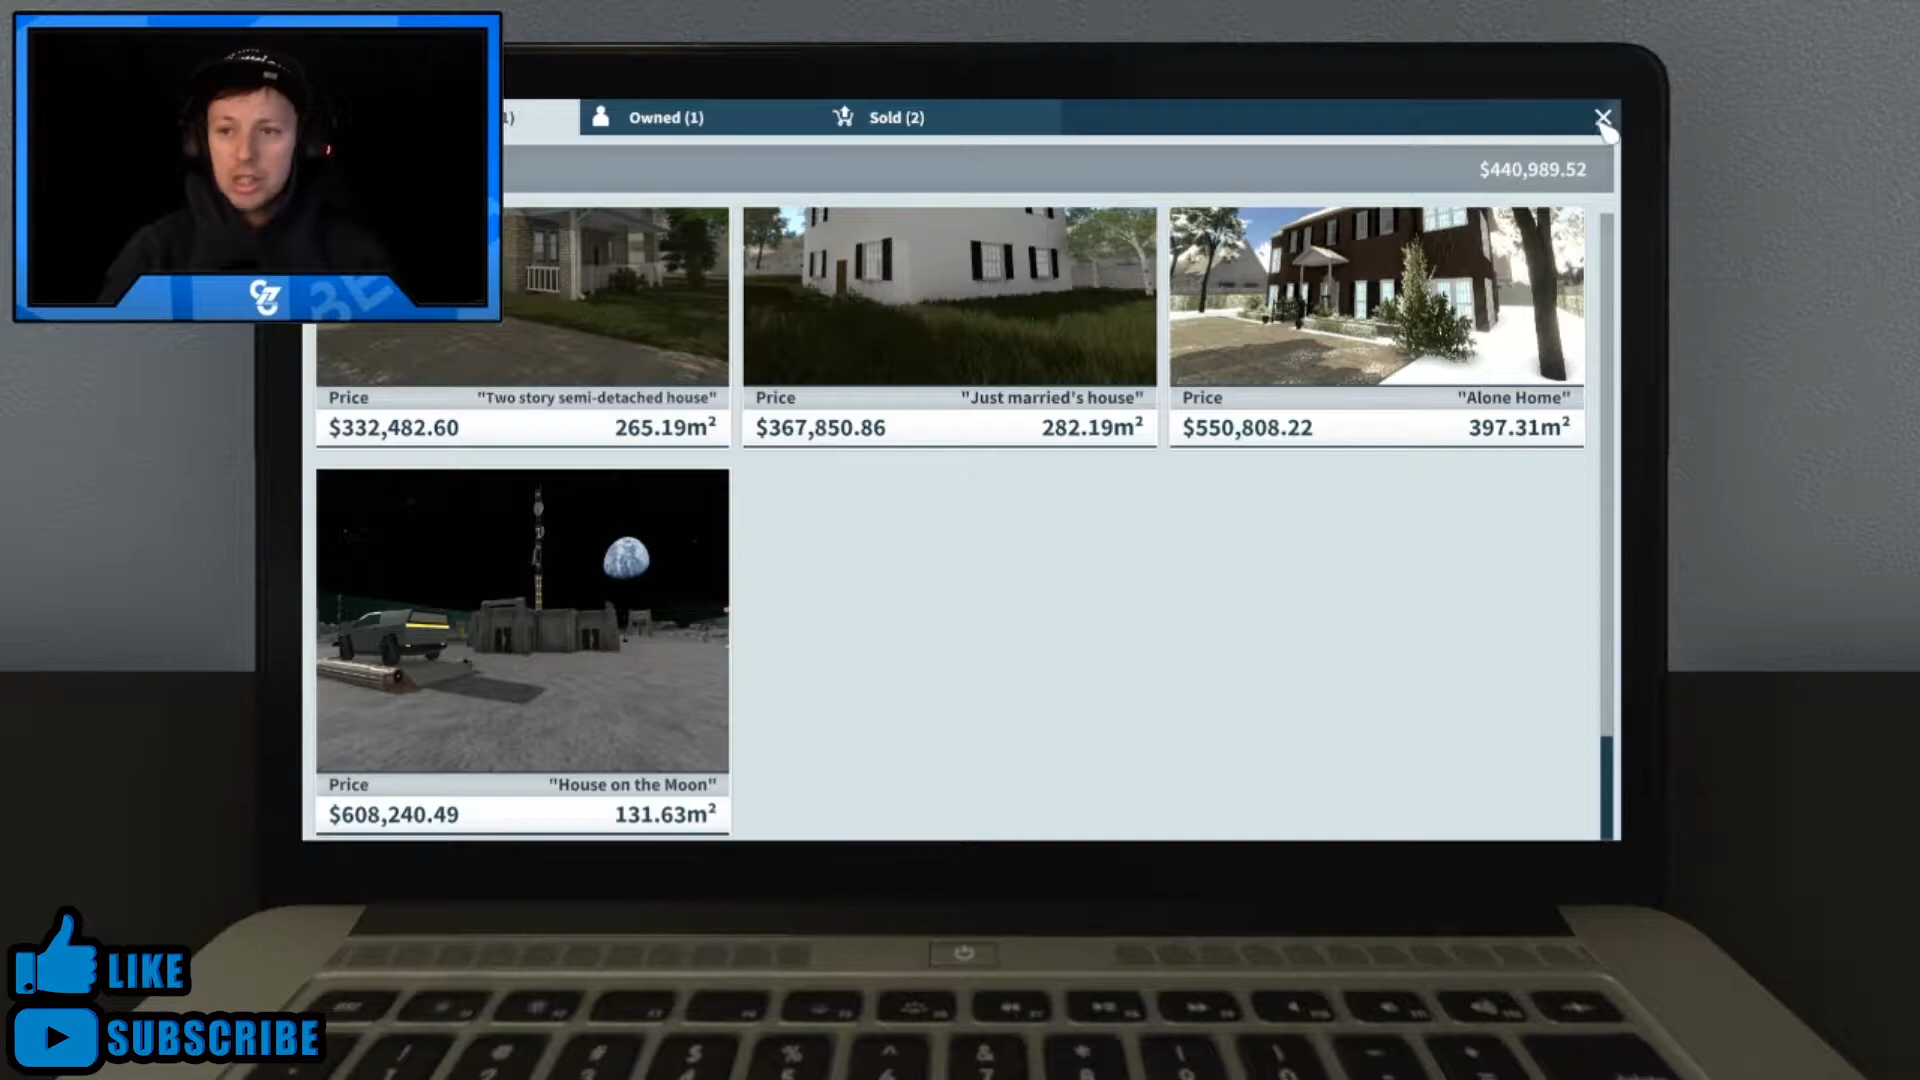 1)
Owned (1)
Sold (2)
$440,989.52
Price "Two story semi-detached house"
$332,482.60 265.19m²
Price "Just married's house"
$367,850.86 282.19m²
Price "Alone Home"
$550,808.22 397.31m²
Price "House on the Moon"
$608,240.49 131.63m²
LIKE
SUBSCRIBE